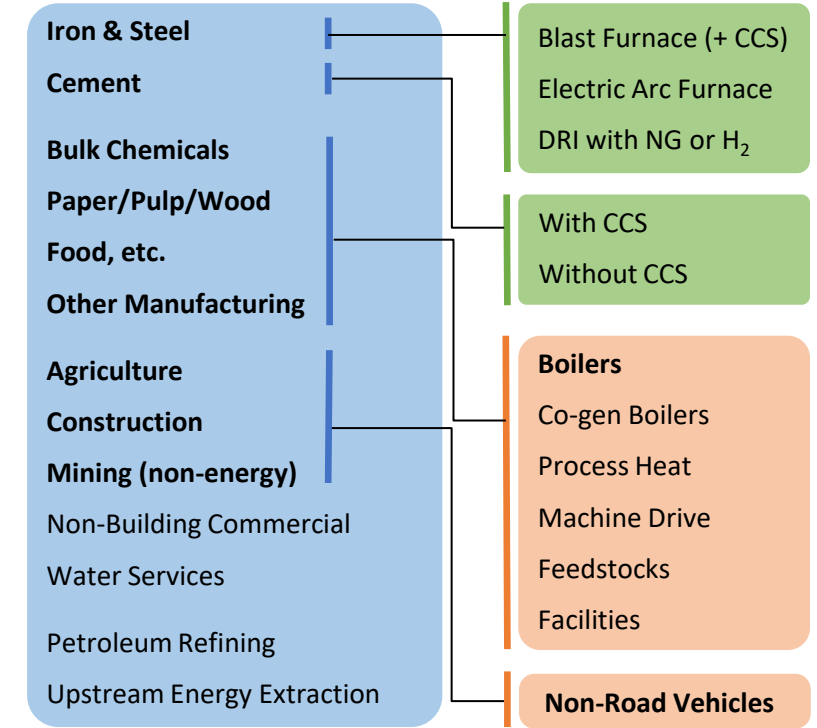 Iron & Steel
Cement
Bulk Chemicals
Paper/Pulp/Wood
Food, etc.
Other Manufacturing
Agriculture
Construction
Mining (non-energy)
Non-Building Commercial
Water Services
Petroleum Refining
Upstream Energy Extraction
Blast Furnace (+ CCS)
Electric Arc Furnace
DRI with NG or H₂
With CCS
Without CCS
Boilers
Co-gen Boilers
Process Heat
Machine Drive
Feedstocks
Facilities
Non-Road Vehicles